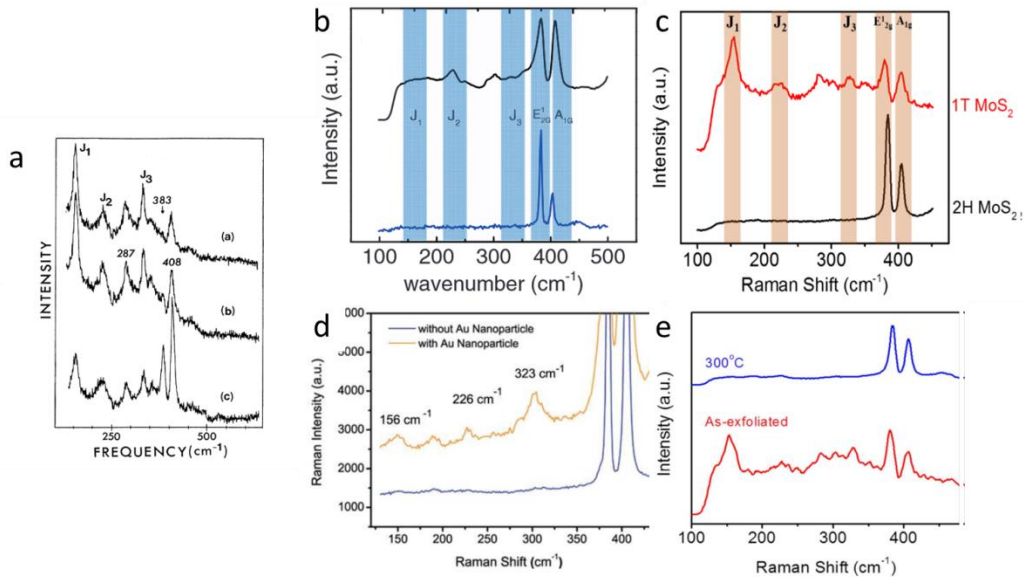 a
J₁
J₂
J₃
383
(a)
287
408
(b)
(c)
INTENSITY
250
500
FREQUENCY(cm⁻¹)
b
J₁
J₂
J₃
E¹₂G
A₁G
Intensity (a.u.)
100
200
300
400
500
wavenumber (cm⁻¹)
c
J₁
J₂
J₃
E¹₂g
A₁g
1T MoS₂
2H MoS₂
Intensity (a.u.)
100
200
300
400
Raman Shift (cm⁻¹)
d
without Au Nanoparticle
with Au Nanoparticle
323 cm⁻¹
226 cm⁻¹
156 cm⁻¹
000
000
4000
3000
2000
1000
Raman Intensity (a.u.)
150
200
250
300
350
400
Raman Shift (cm⁻¹)
e
300°C
As-exfoliated
Intensity (a.u.)
100
200
300
400
Raman Shift (cm⁻¹)